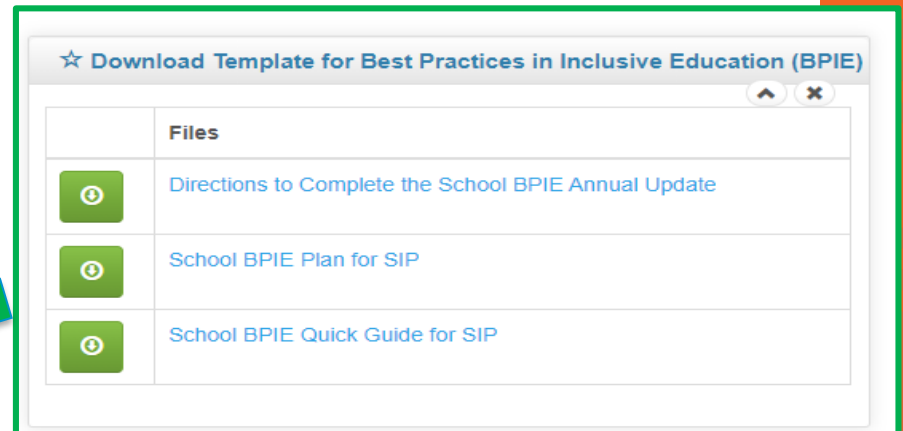 ☆ Download Template for Best Practices in Inclusive Education (BPIE)
Files
Directions to Complete the School BPIE Annual Update
School BPIE Plan for SIP
School BPIE Quick Guide for SIP